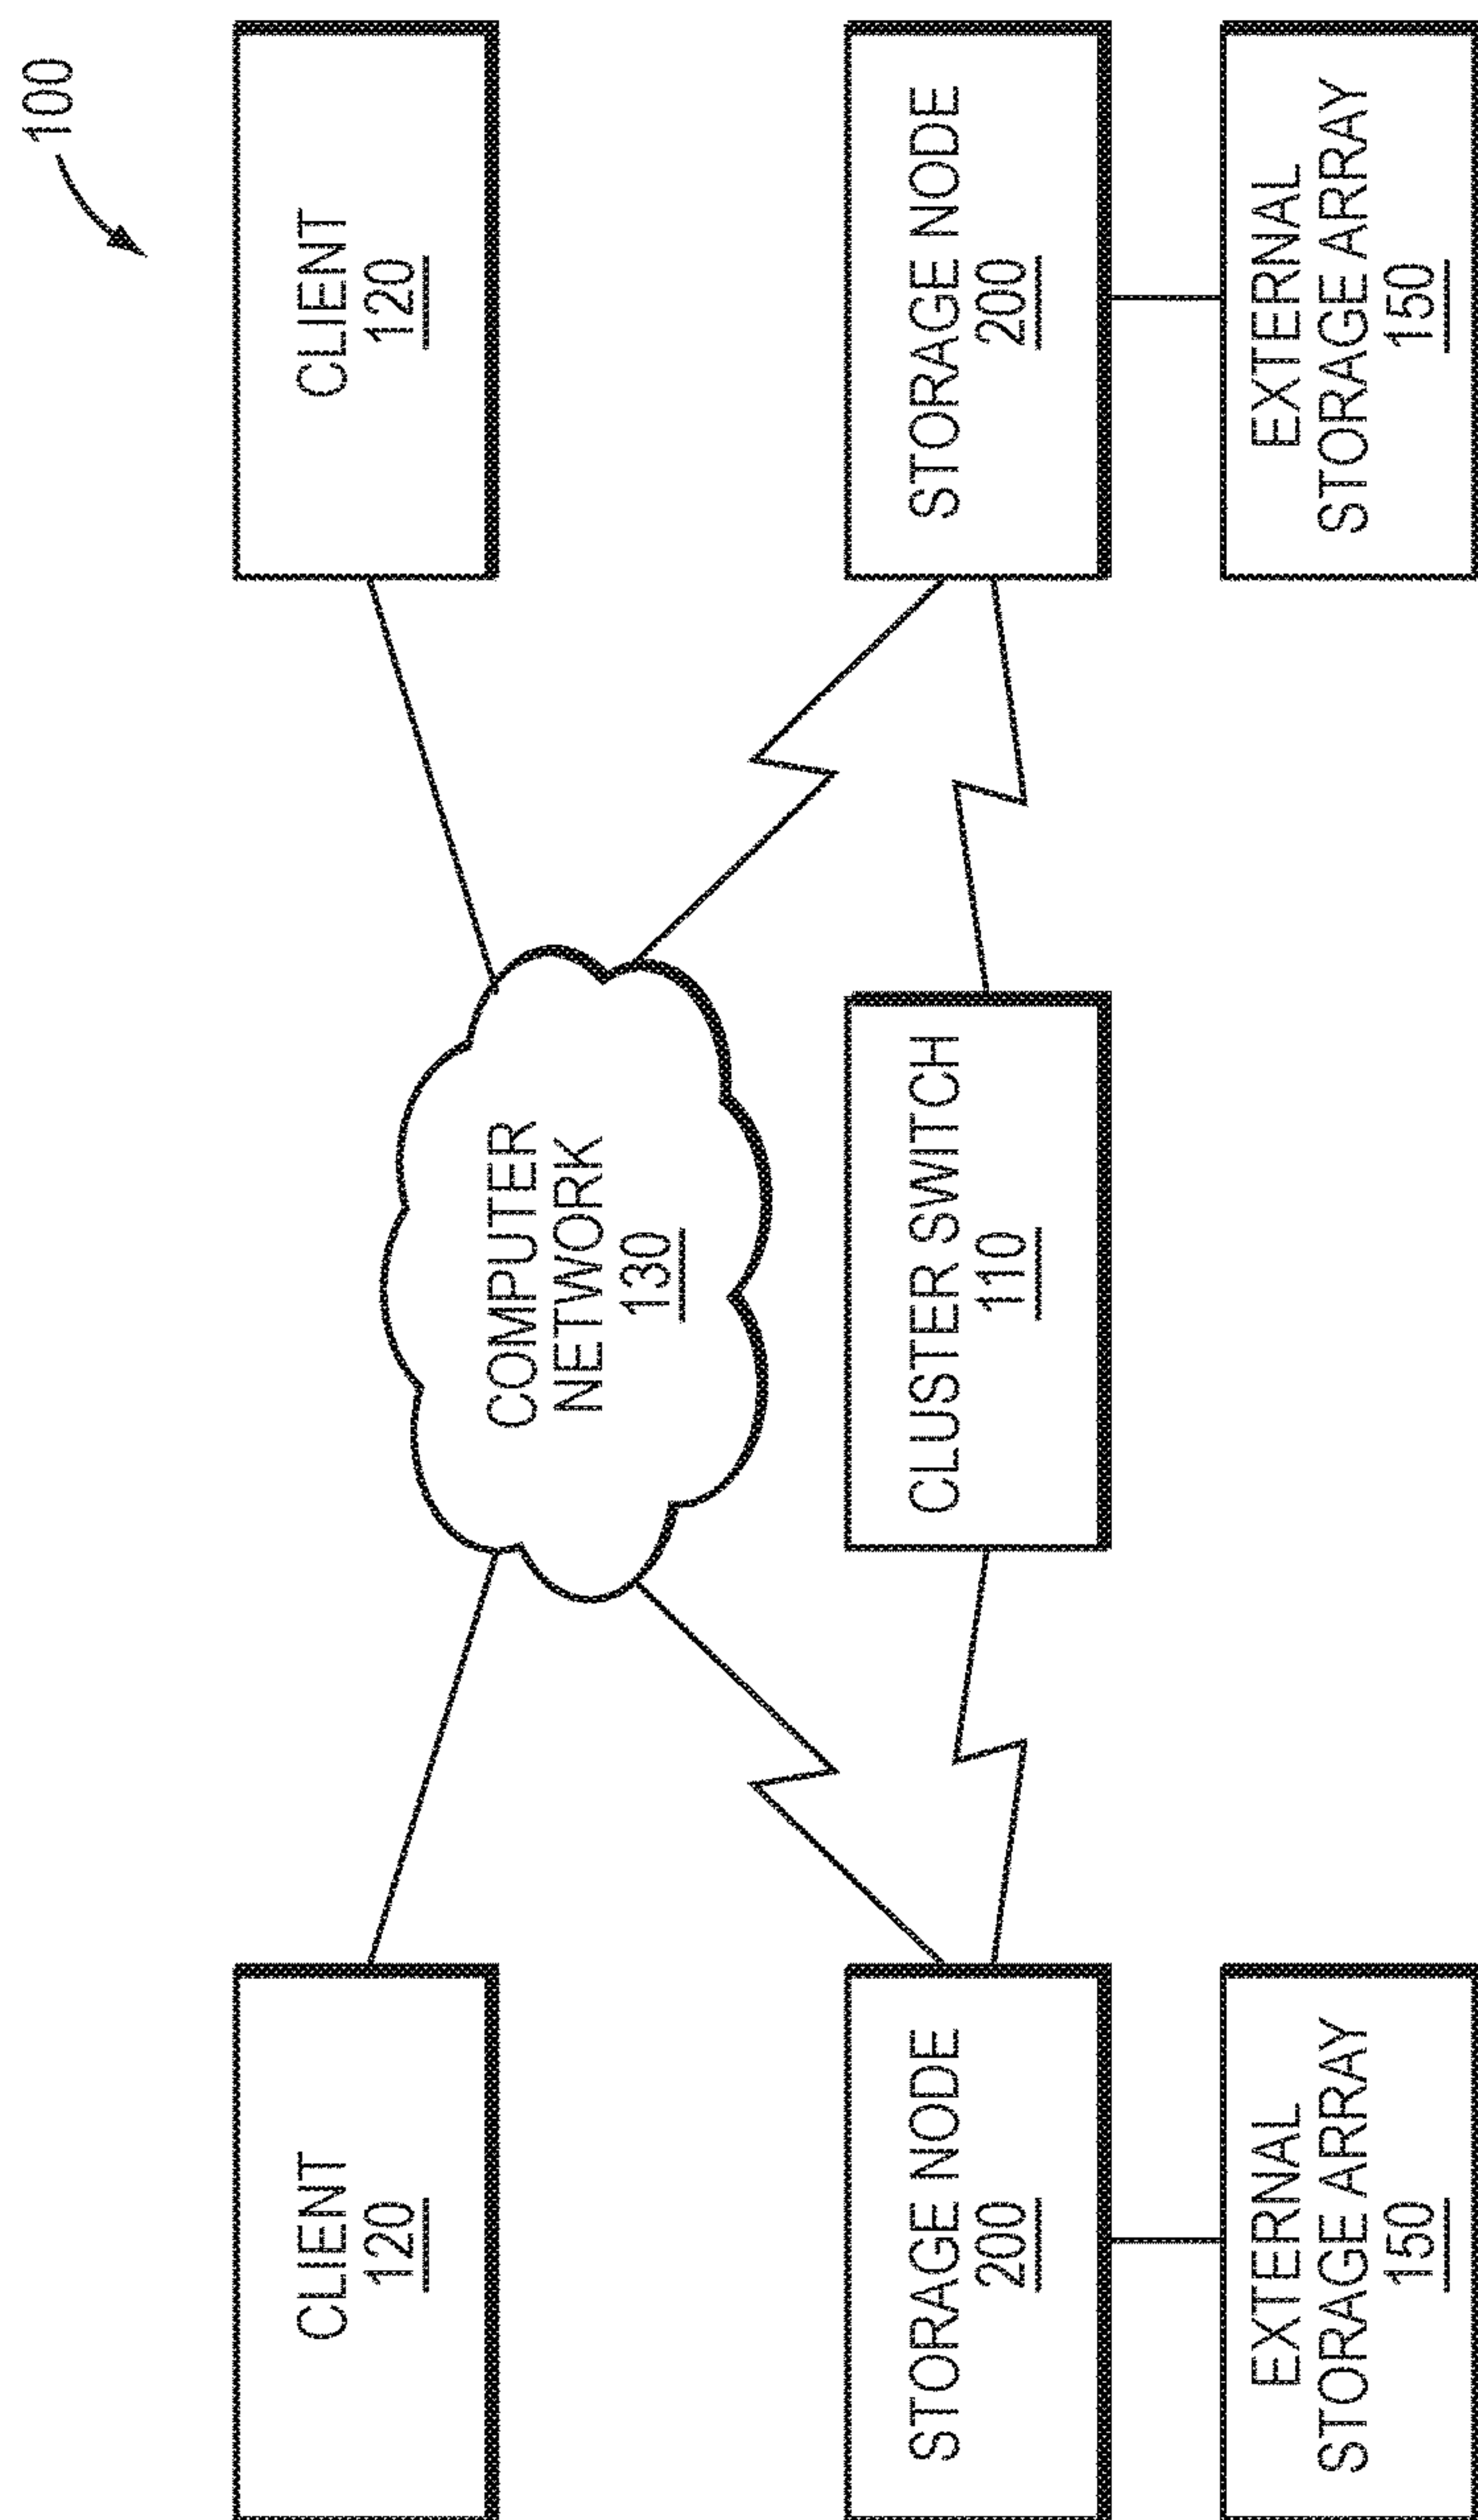 100
CLIENT
120
CLIENT
120
COMPUTER
NETWORK
130
STORAGE NODE
200
CLUSTER SWITCH
110
STORAGE NODE
200
EXTERNAL
STORAGE ARRAY
150
EXTERNAL
STORAGE ARRAY
150